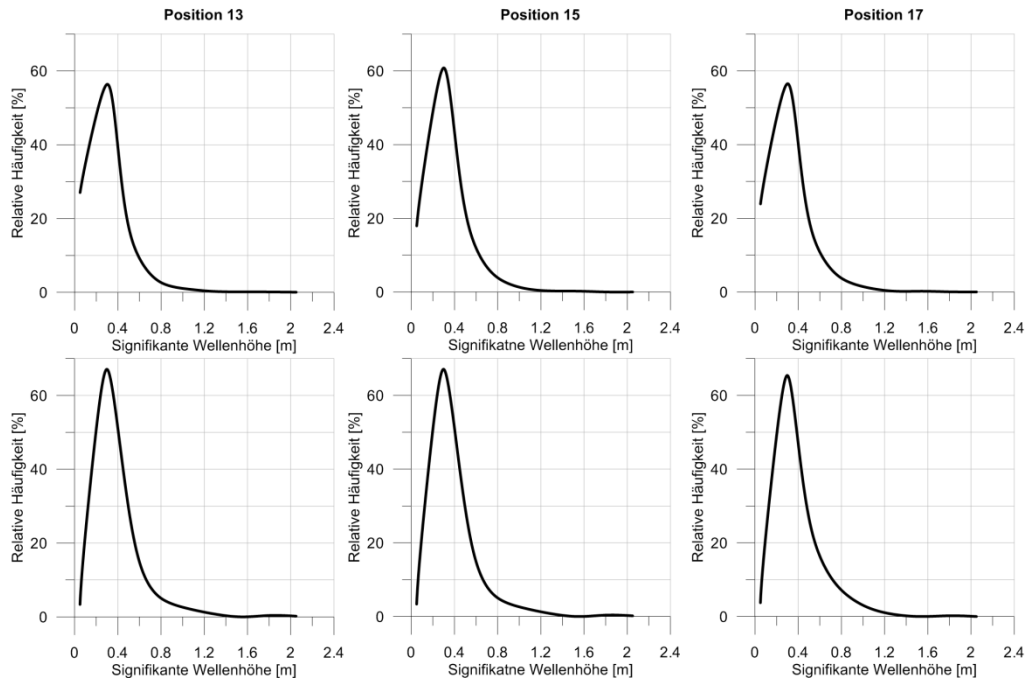 Position 13 Position 15 Position 17
Relative Häufigkeit [%] Relative Häufigkeit [%] Relative Häufigkeit [%]
60 60 60
40 40 40
20 20 20
0 0 0
0 0.4 0.8 1.2 1.6 2 2.4 0 0.4 0.8 1.2 1.6 2 2.4 0 0.4 0.8 1.2 1.6 2 2.4
Signifikante Wellenhöhe [m] Signifikatne Wellenhöhe [m] Signifikante Wellenhöhe [m]
Relative Häufigkeit [%] Relative Häufigkeit [%] Relative Häufigkeit [%]
60 60 60
40 40 40
20 20 20
0 0 0
0 0.4 0.8 1.2 1.6 2 2.4 0 0.4 0.8 1.2 1.6 2 2.4 0 0.4 0.8 1.2 1.6 2 2.4
Signifikante Wellenhöhe [m] Signifikatne Wellenhöhe [m] Signifikante Wellenhöhe [m]